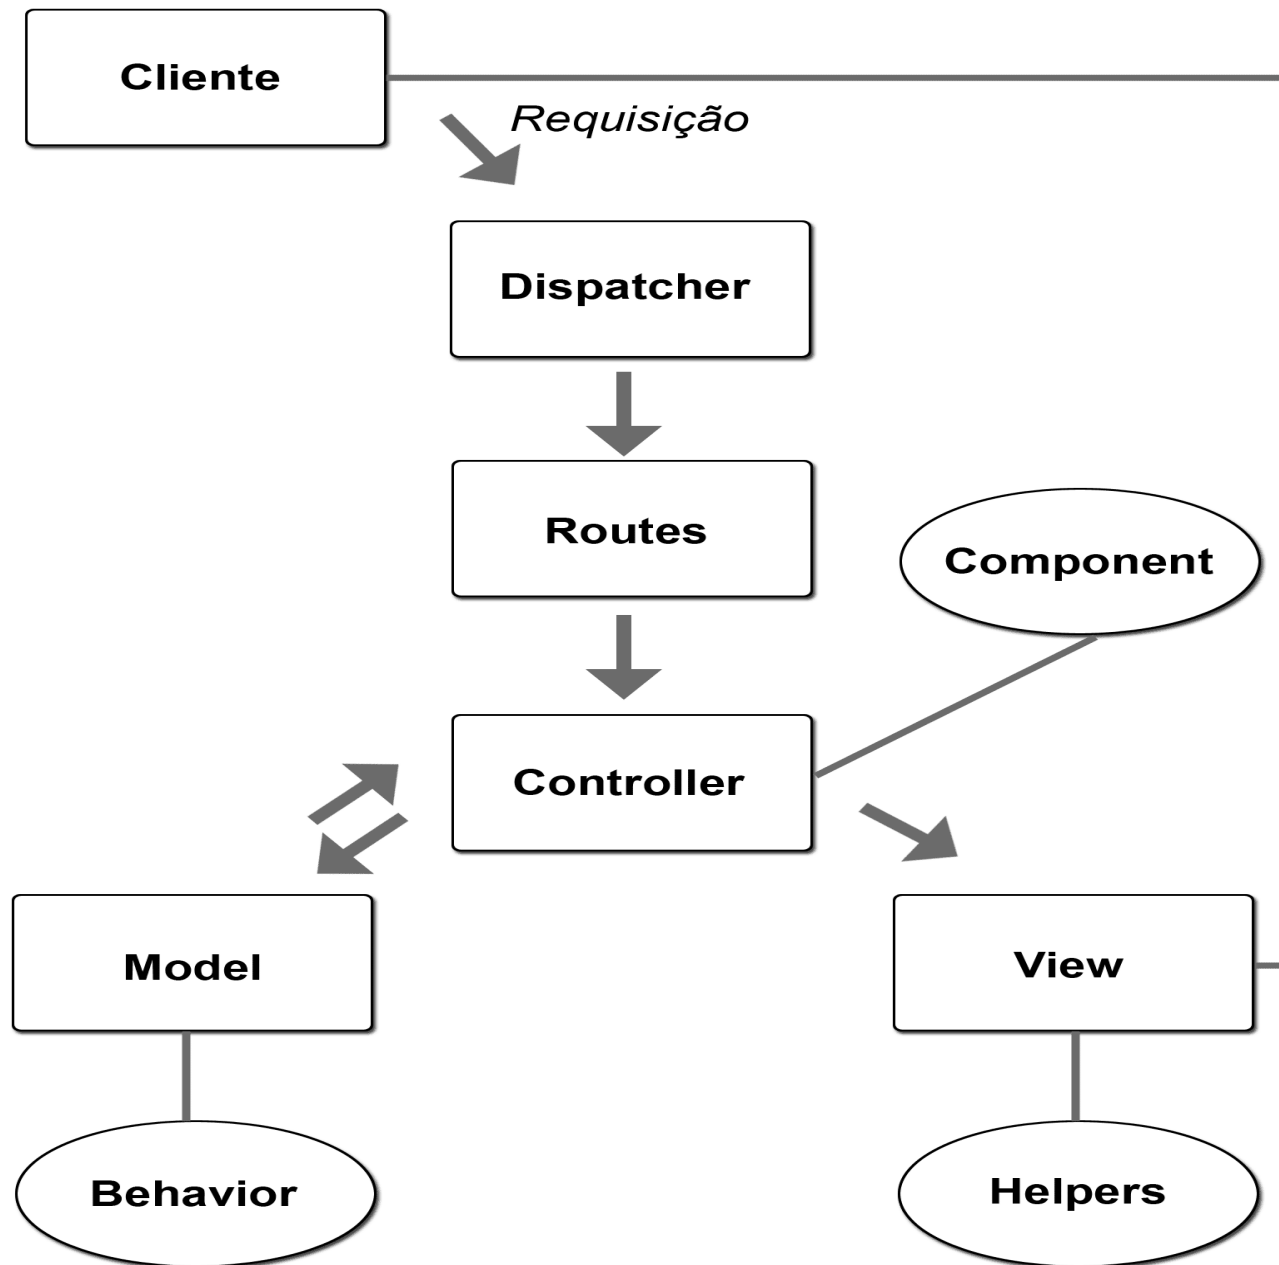 Cliente
Requisição
Dispatcher
Routes
Component
Controller
Model
View
Behavior
Helpers